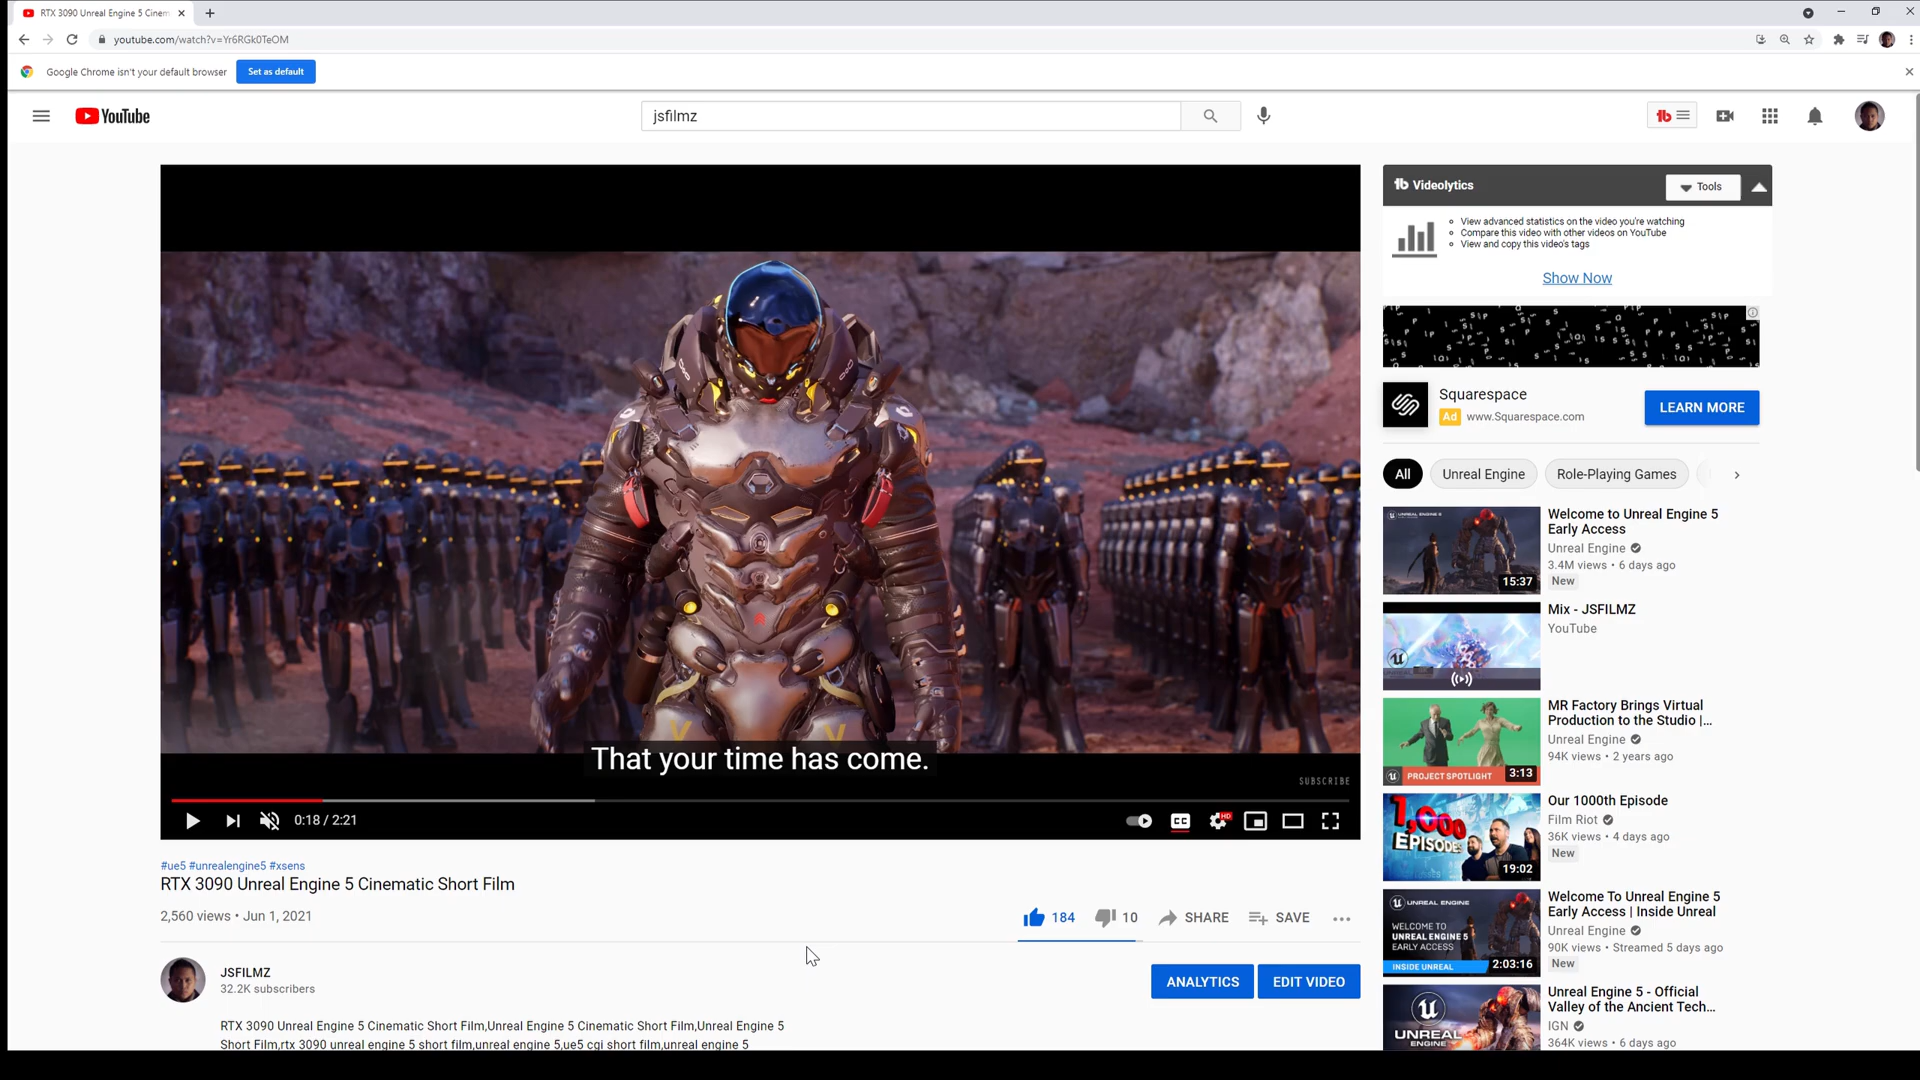 RTX 3090 Unreal Engine 5 Cinem
youtube.com/watch?v=Yr6RGk0TeOM
Google Chrome isn't your default browser
Set as default
YouTube
jsfilmz
That your time has come.
SUBSCRIBE
0:18 / 2:21
CC
HD
#ue5 #unrealengine5 #xsens
RTX 3090 Unreal Engine 5 Cinematic Short Film
2,560 views • Jun 1, 2021
184
10
SHARE
SAVE
JSFILMZ
32.2K subscribers
ANALYTICS
EDIT VIDEO
RTX 3090 Unreal Engine 5 Cinematic Short Film,Unreal Engine 5 Cinematic Short Film,Unreal Engine 5
Short Film,rtx 3090 unreal engine 5 short film,unreal engine 5,ue5 cgi short film,unreal engine 5
Videolytics
Tools
View advanced statistics on the video you're watching
Compare this video with other videos on YouTube
View and copy this video's tags
Show Now
Squarespace
Ad www.Squarespace.com
LEARN MORE
All
Unreal Engine
Role-Playing Games
15:37
Welcome to Unreal Engine 5
Early Access
Unreal Engine
3.4M views • 6 days ago
New
Mix - JSFILMZ
YouTube
PROJECT SPOTLIGHT
3:13
MR Factory Brings Virtual
Production to the Studio |...
Unreal Engine
94K views • 2 years ago
1,000
EPISODES
19:02
Our 1000th Episode
Film Riot
36K views • 4 days ago
New
UNREAL ENGINE
WELCOME TO
UNREAL ENGINE 5
EARLY ACCESS
INSIDE UNREAL
2:03:16
Welcome To Unreal Engine 5
Early Access | Inside Unreal
Unreal Engine
90K views • Streamed 5 days ago
New
UNREAL
ENGINE
Unreal Engine 5 - Official
Valley of the Ancient Tech...
IGN
364K views • 6 days ago